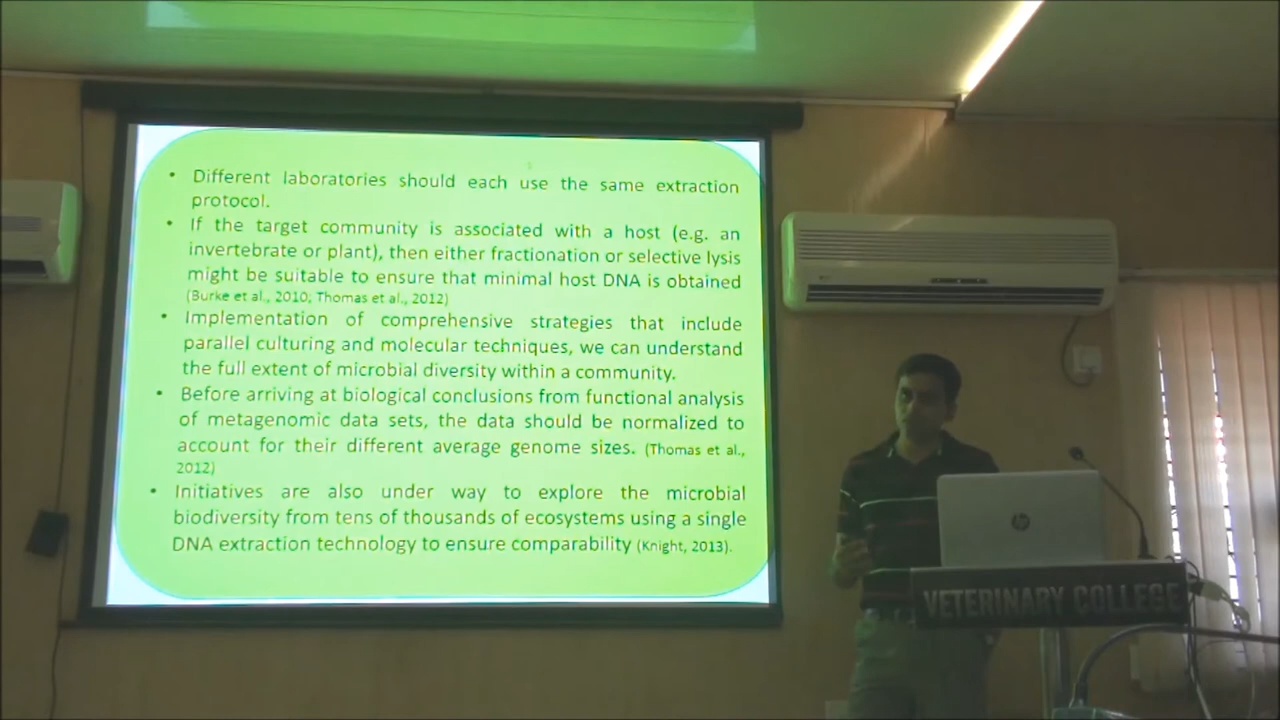 • Different laboratories should each use the same extraction
protocol.
• If the target community is associated with a host (e.g. an
invertebrate or plant), then either fractionation or selective lysis
might be suitable to ensure that minimal host DNA is obtained
(Burke et al., 2010; Thomas et al., 2012)
• Implementation of comprehensive strategies that include
parallel culturing and molecular techniques, we can understand
the full extent of microbial diversity within a community.
• Before arriving at biological conclusions from functional analysis
of metagenomic data sets, the data should be normalized to
account for their different average genome sizes. (Thomas et al.,
2012)
• Initiatives are also under way to explore the microbial
biodiversity from tens of thousands of ecosystems using a single
DNA extraction technology to ensure comparability (Knight, 2013).
hp
VETERINARY COLLEGE